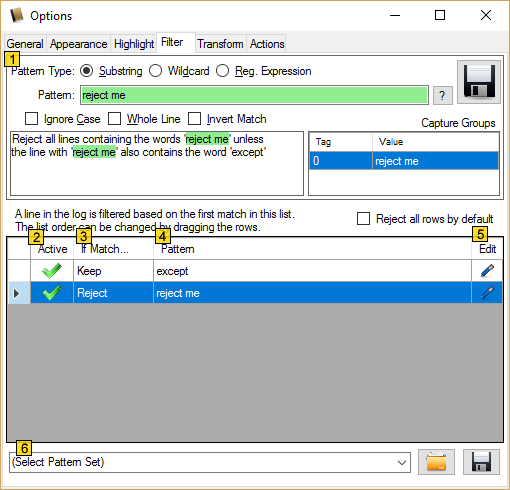 Options
General Appearance Highlight Filter Transform Actions
1
Pattern Type: Substring Wildcard Reg. Expression
Pattern: reject me ?
Ignore Case Whole Line Invert Match
Capture Groups
Reject all lines containing the words 'reject me' unless
the line with 'reject me' also contains the word 'except'
Tag Value
0 reject me
A line in the log is filtered based on the first match in this list.
The list order can be changed by dragging the rows.
Reject all rows by default
2 3 4 5
Active If Match... Pattern Edit
Keep except
Reject reject me
6
(Select Pattern Set)